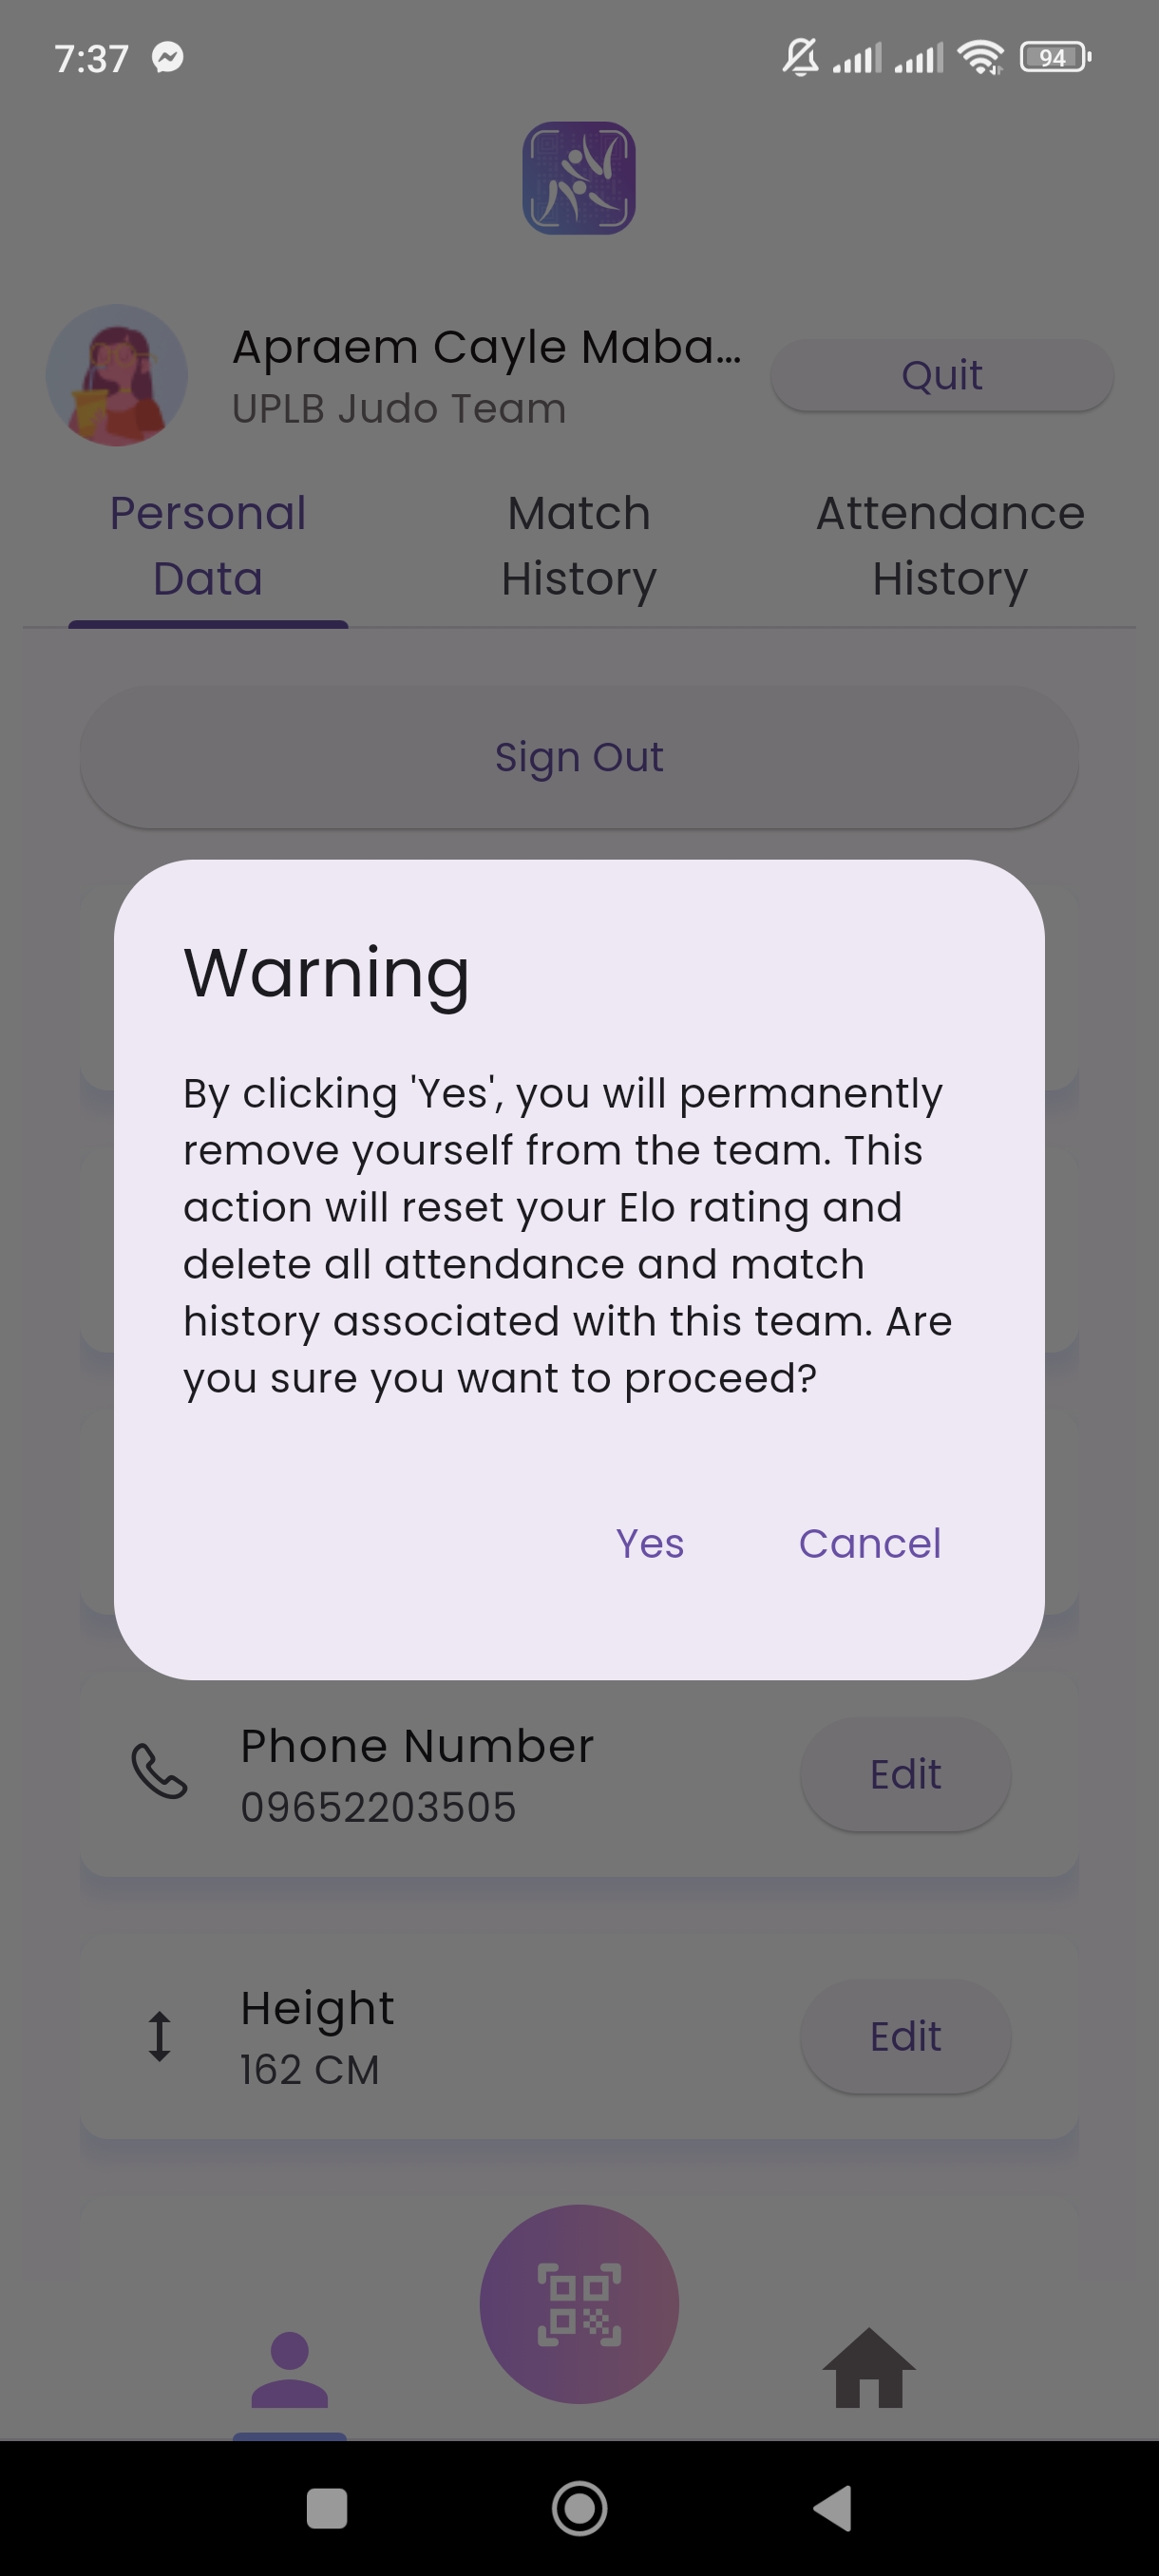 7:37
94
Apraem Cayle Maba...
UPLB Judo Team
Quit
Personal
Data
Match
History
Attendance
History
Sign Out
Warning
By clicking 'Yes', you will permanently
remove yourself from the team. This
action will reset your Elo rating and
delete all attendance and match
history associated with this team. Are
you sure you want to proceed?
Yes
Cancel
Phone Number
09652203505
Edit
Height
162 CM
Edit